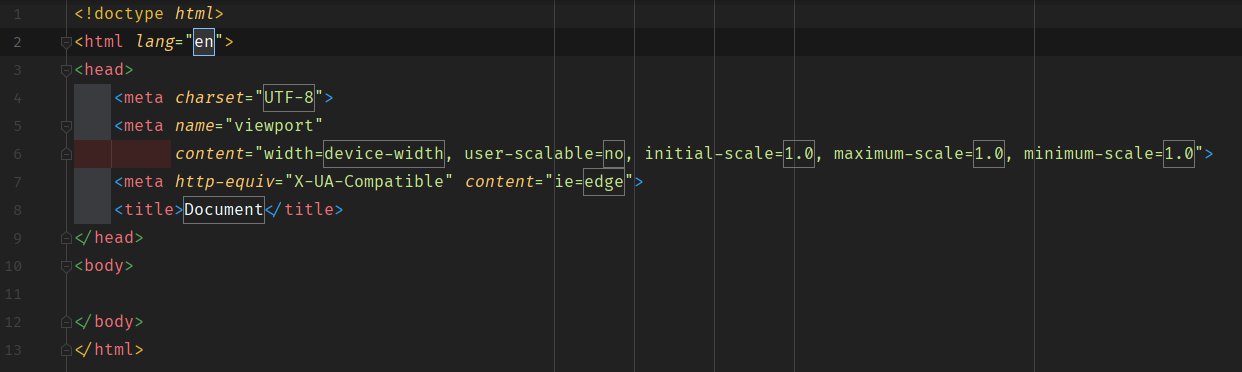 1 <!doctype html>
2 <html lang="en">
3 <head>
4     <meta charset="UTF-8">
5     <meta name="viewport"
6           content="width=device-width, user-scalable=no, initial-scale=1.0, maximum-scale=1.0, minimum-scale=1.0">
7     <meta http-equiv="X-UA-Compatible" content="ie=edge">
8     <title>Document</title>
9 </head>
10 <body>
11
12 </body>
13 </html>